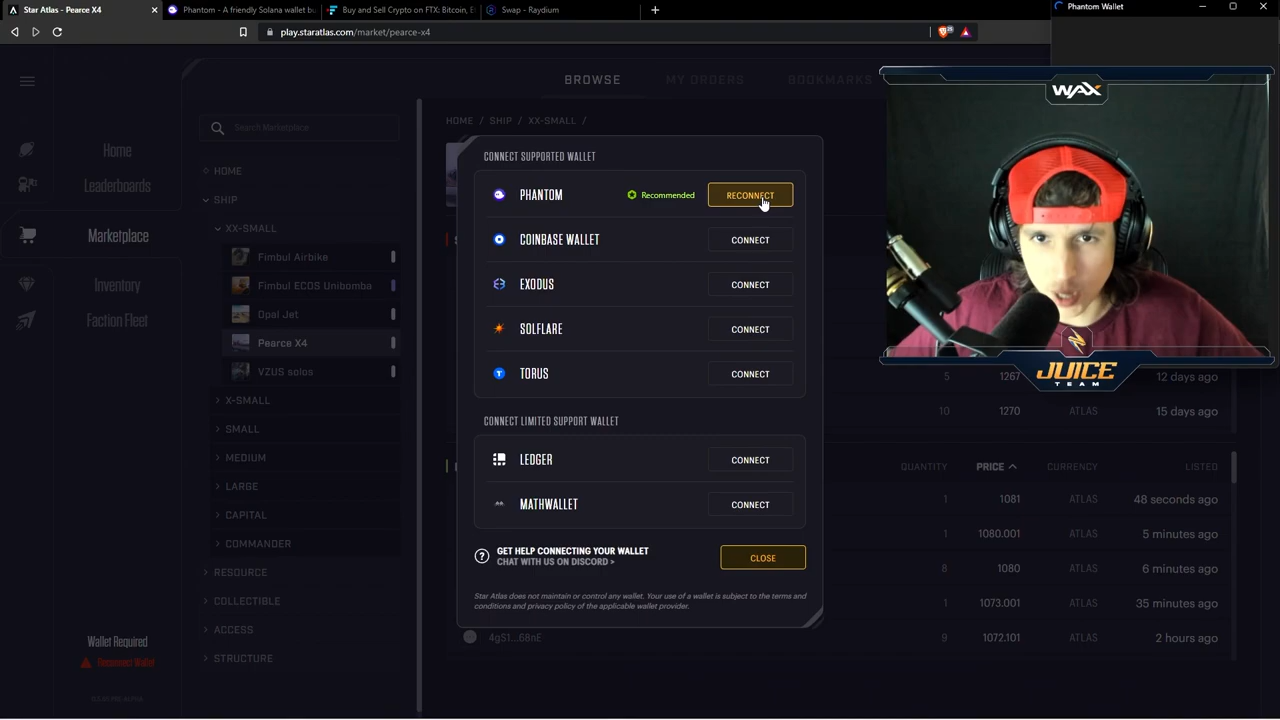 Star Atlas - Pearce X4
Phantom - A friendly Solana wallet bu
Buy and Sell Crypto on FTX: Bitcoin, E
Swap - Raydium
Phantom Wallet
play.staratlas.com/market/pearce-x4
BROWSE
MY ORDERS
BOOKMARKS
WAX
Search Marketplace
HOME / SHIP / XX-SMALL /
Home
Leaderboards
Marketplace
Inventory
Faction Fleet
Wallet Required
Reconnect Wallet
HOME
SHIP
XX-SMALL
Fimbul Airbike
Fimbul ECOS Unibomba
Opal Jet
Pearce X4
VZUS solos
X-SMALL
SMALL
MEDIUM
LARGE
CAPITAL
COMMANDER
RESOURCE
COLLECTIBLE
ACCESS
STRUCTURE
CONNECT SUPPORTED WALLET
PHANTOM
Recommended
RECONNECT
COINBASE WALLET
CONNECT
EXODUS
CONNECT
SOLFLARE
CONNECT
TORUS
CONNECT
CONNECT LIMITED SUPPORT WALLET
LEDGER
CONNECT
MATHWALLET
CONNECT
GET HELP CONNECTING YOUR WALLET
CHAT WITH US ON DISCORD >
CLOSE
Star Atlas does not maintain or control any wallet. Your use of a wallet is subject to the terms and
conditions and privacy policy of the applicable wallet provider.
4gS1...68nE
JUICE
TEAM
5 1267 ATLAS 12 days ago
10 1270 ATLAS 15 days ago
QUANTITY PRICE CURRENCY LISTED
1 1081 ATLAS 48 seconds ago
1 1080.001 ATLAS 5 minutes ago
8 1080 ATLAS 6 minutes ago
1 1073.001 ATLAS 35 minutes ago
9 1072.101 ATLAS 2 hours ago